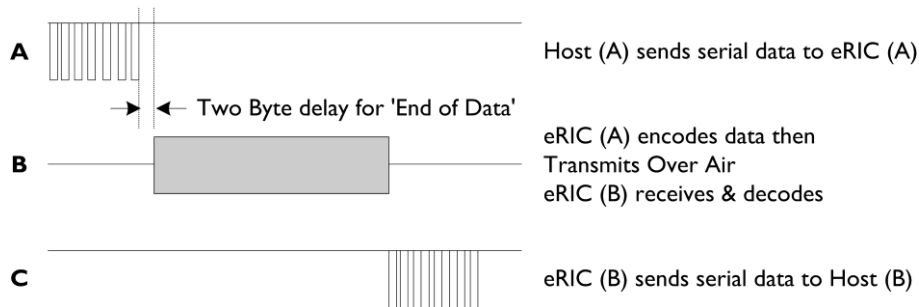 A
Host (A) sends serial data to eRIC (A)
Two Byte delay for 'End of Data'
B
eRIC (A) encodes data then
Transmits Over Air
eRIC (B) receives & decodes
C
eRIC (B) sends serial data to Host (B)